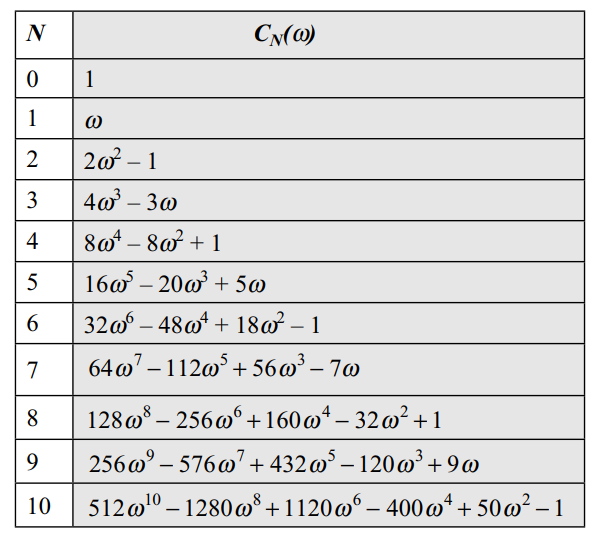 N C_N(ω)
0 1
1 ω
2 2ω² – 1
3 4ω³ – 3ω
4 8ω⁴ – 8ω² + 1
5 16ω⁵ – 20ω³ + 5ω
6 32ω⁶ – 48ω⁴ + 18ω² – 1
7 64ω⁷ – 112ω⁵ + 56ω³ – 7ω
8 128ω⁸ – 256ω⁶ + 160ω⁴ – 32ω² + 1
9 256ω⁹ – 576ω⁷ + 432ω⁵ – 120ω³ + 9ω
10 512ω¹⁰ – 1280ω⁸ + 1120ω⁶ – 400ω⁴ + 50ω² – 1